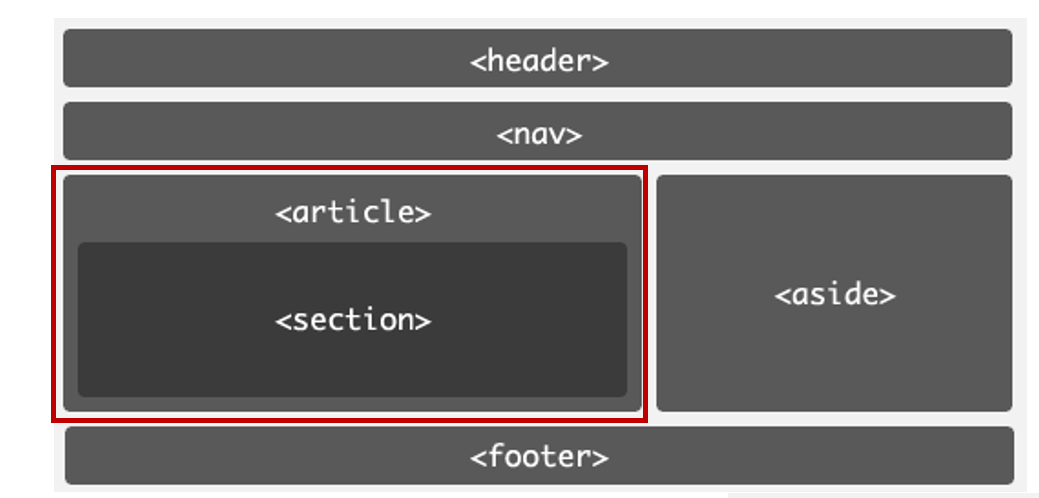 <header>
<nav>
<article>
<section>
<aside>
<footer>